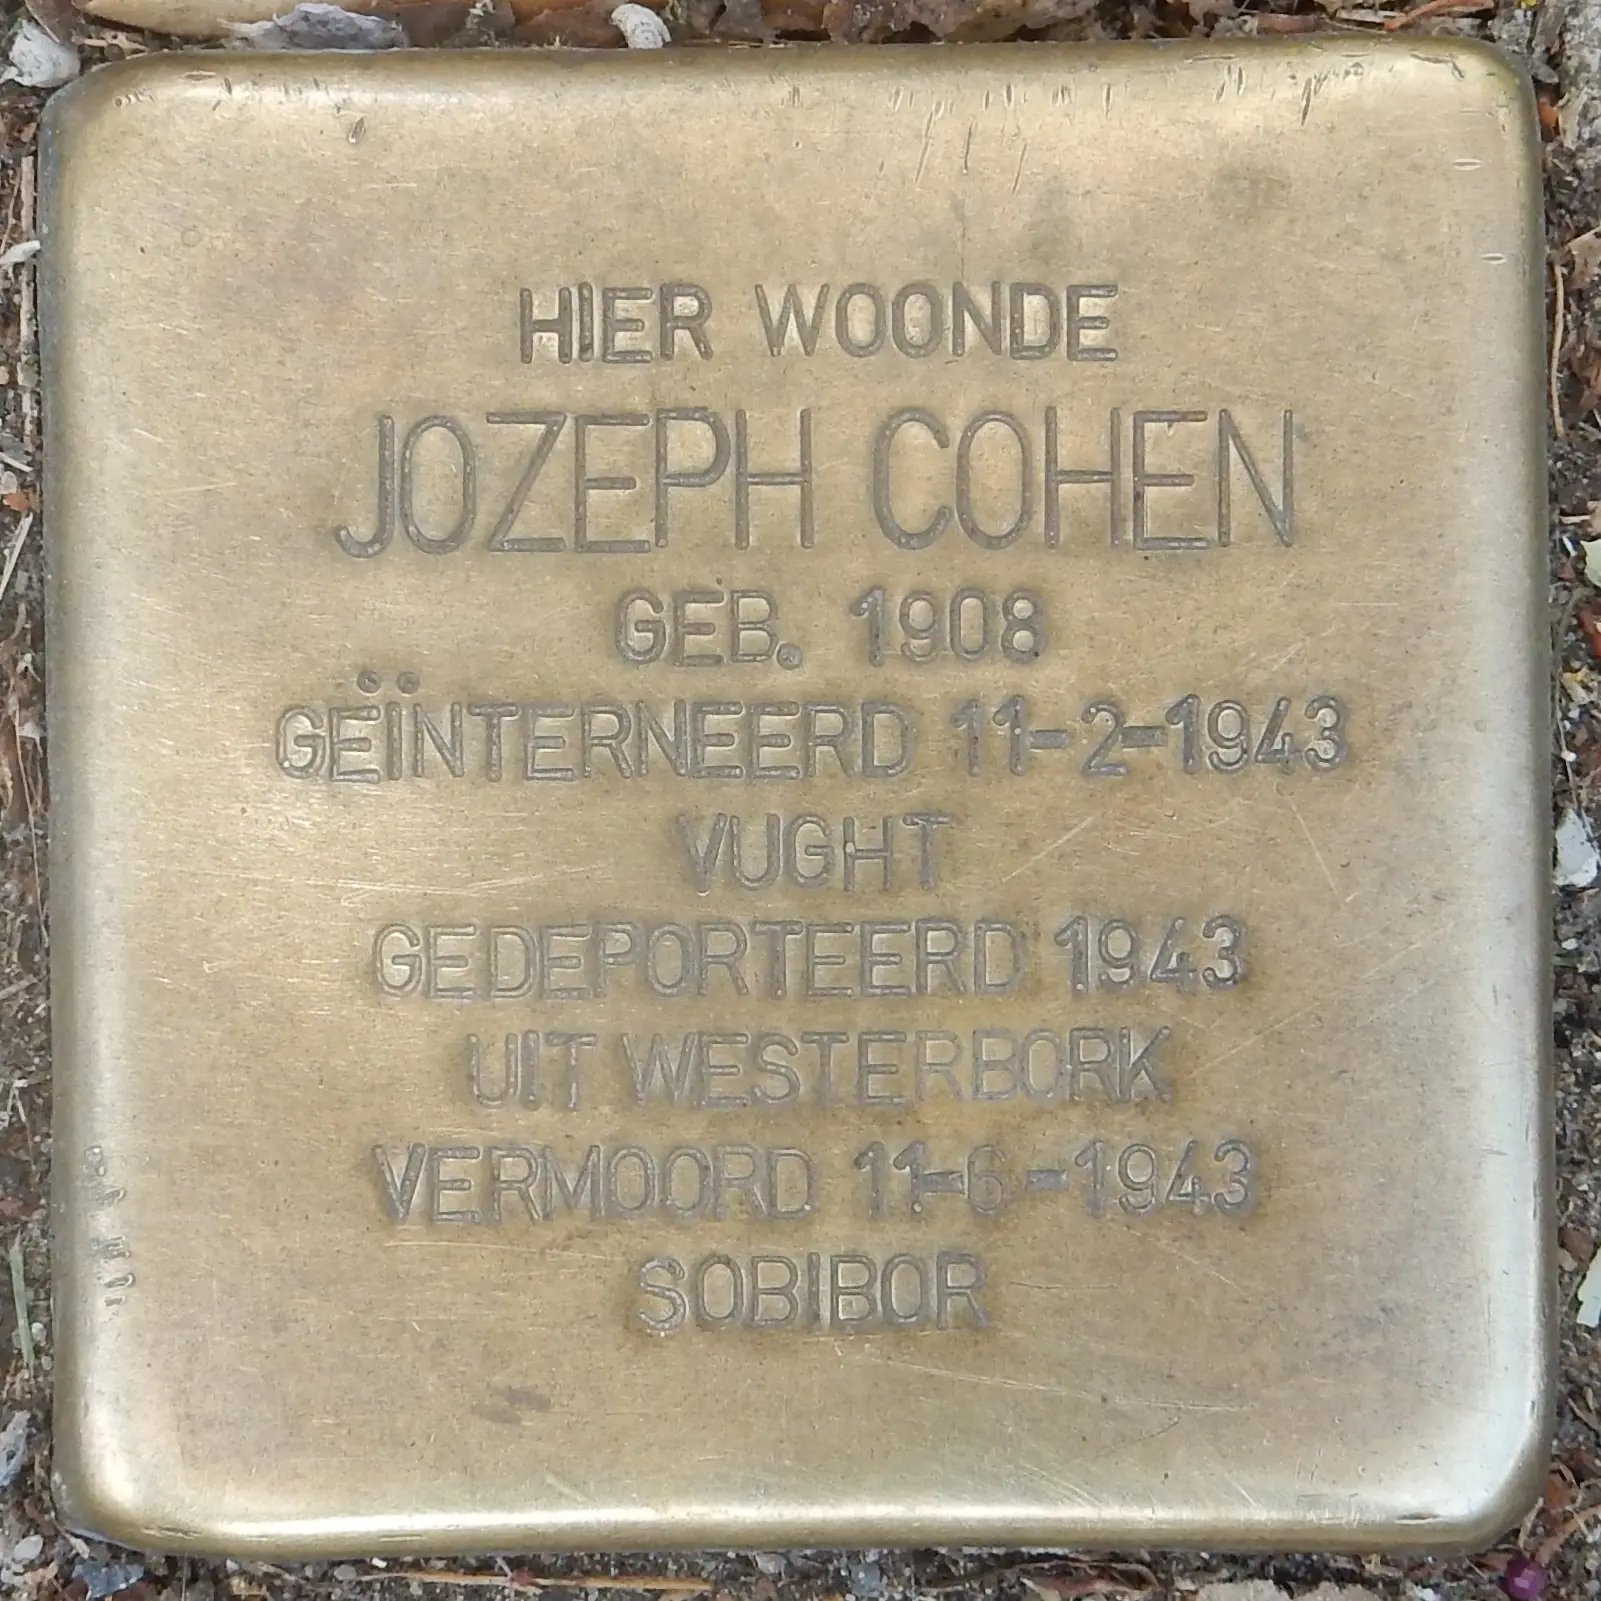 HIER WOONDE
JOZEPH COHEN
GEB. 1908
GEÏNTERNEERD 11-2-1943
VUGHT
GEDEPORTEERD 1943
UIT WESTERBORK
VERMOORD 11-6-1943
SOBIBOR